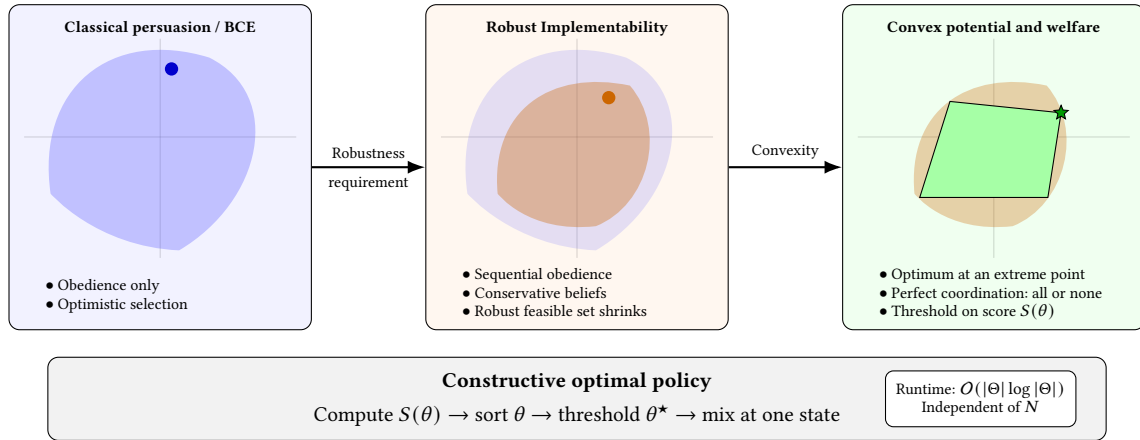 Classical persuasion / BCE
● Obedience only
● Optimistic selection
Robustness
requirement
Robust Implementability
● Sequential obedience
● Conservative beliefs
● Robust feasible set shrinks
Convexity
Convex potential and welfare
● Optimum at an extreme point
● Perfect coordination: all or none
● Threshold on score S(θ)
Constructive optimal policy
Compute S(θ) → sort θ → threshold θ★ → mix at one state
Runtime: O(|Θ| log |Θ|)
Independent of N